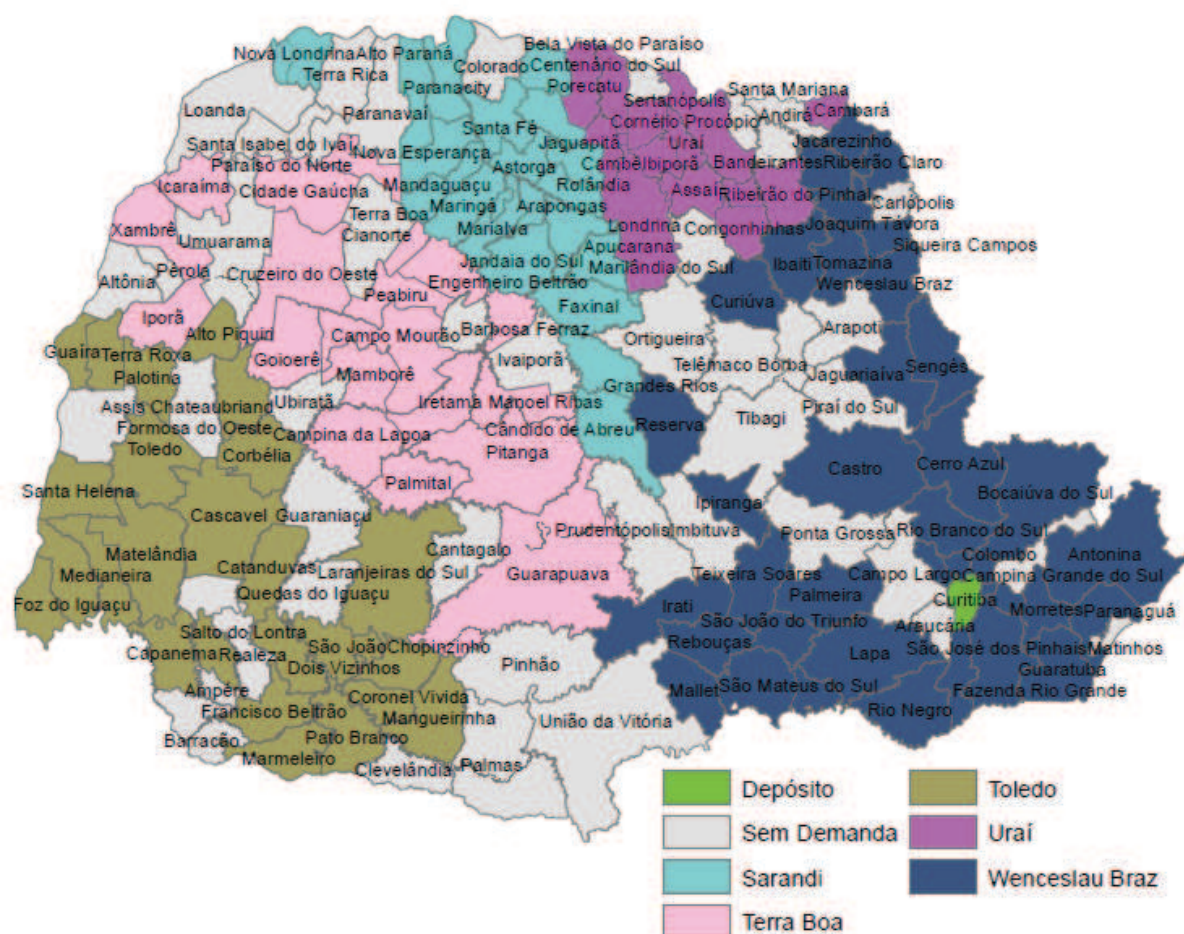 Nova Londrina
Alto Paraná
Bela Vista do Paraíso
Colorado
Centenário do Sul
Terra Rica
Paranacity
Porecatu
Santa Mariana
Loanda
Paranavaí
Sertanópolis
Andirá
Cambará
Santa Fé
Cornélio Procópio
Santa Isabel do Ivaí
Jaguapitã
Uraí
Jacarezinho
Nova Esperança
Paraíso do Norte
Astorga
Cambé
Ibiporã
Bandeirantes
Ribeirão Claro
Icaraíma
Cidade Gaúcha
Mandaguaçu
Rolândia
Assaí
Ribeirão do Pinhal
Carlópolis
Terra Boa
Maringá
Arapongas
Xambrê
Umuarama
Cianorte
Marialva
Londrina
Congonhinhas
Joaquim Távora
Apucarana
Siqueira Campos
Pérola
Cruzeiro do Oeste
Jandaia do Sul
Marilândia do Sul
Ibaiti
Tomazina
Altônia
Peabiru
Engenheiro Beltrão
Wenceslau Braz
Faxinal
Curiúva
Iporã
Alto Piquiri
Campo Mourão
Barbosa Ferraz
Arapoti
Guaíra
Terra Roxa
Goioerê
Ivaiporã
Ortigueira
Telêmaco Borba
Sengés
Palotina
Mamborê
Grandes Rios
Jaguariaíva
Assis Chateaubriand
Ubiratã
Iretama
Manoel Ribas
Reserva
Tibagi
Piraí do Sul
Formosa do Oeste
Campina da Lagoa
Cândido de Abreu
Toledo
Corbélia
Pitanga
Castro
Cerro Azul
Santa Helena
Palmital
Ipiranga
Bocaiúva do Sul
Cascavel
Guaraniaçu
Prudentópolis
Imbituva
Ponta Grossa
Rio Branco do Sul
Matelândia
Cantagalo
Colombo
Antonina
Medianeira
Catanduvas
Laranjeiras do Sul
Guarapuava
Teixeira Soares
Campo Largo
Campina Grande do Sul
Foz do Iguaçu
Quedas do Iguaçu
Palmeira
Curitiba
Irati
São João do Triunfo
Araucária
Morretes
Paranaguá
Salto do Lontra
São João
Chopinzinho
Rebouças
São José dos Pinhais
Matinhos
Capanema
Realeza
Dois Vizinhos
Pinhão
Lapa
Guaratuba
Ampére
Coronel Vivida
Mallet
São Mateus do Sul
Fazenda Rio Grande
Francisco Beltrão
Mangueirinha
União da Vitória
Rio Negro
Barracão
Pato Branco
Marmeleiro
Clevelândia
Palmas
Depósito
Toledo
Sem Demanda
Uraí
Sarandi
Wenceslau Braz
Terra Boa